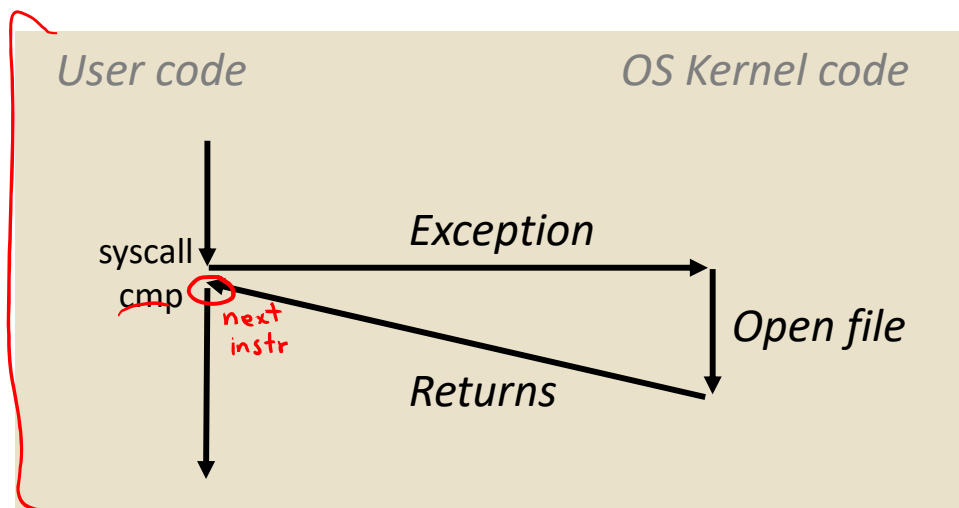 User code
OS Kernel code
Exception
syscall
cmp
next
instr
Open file
Returns